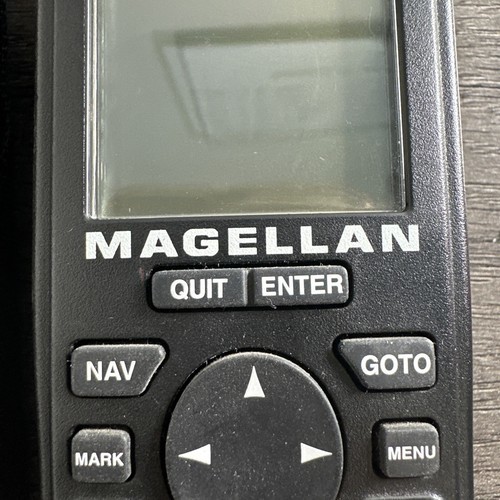 MAGELLAN
QUIT ENTER
NAV GOTO
MARK MENU